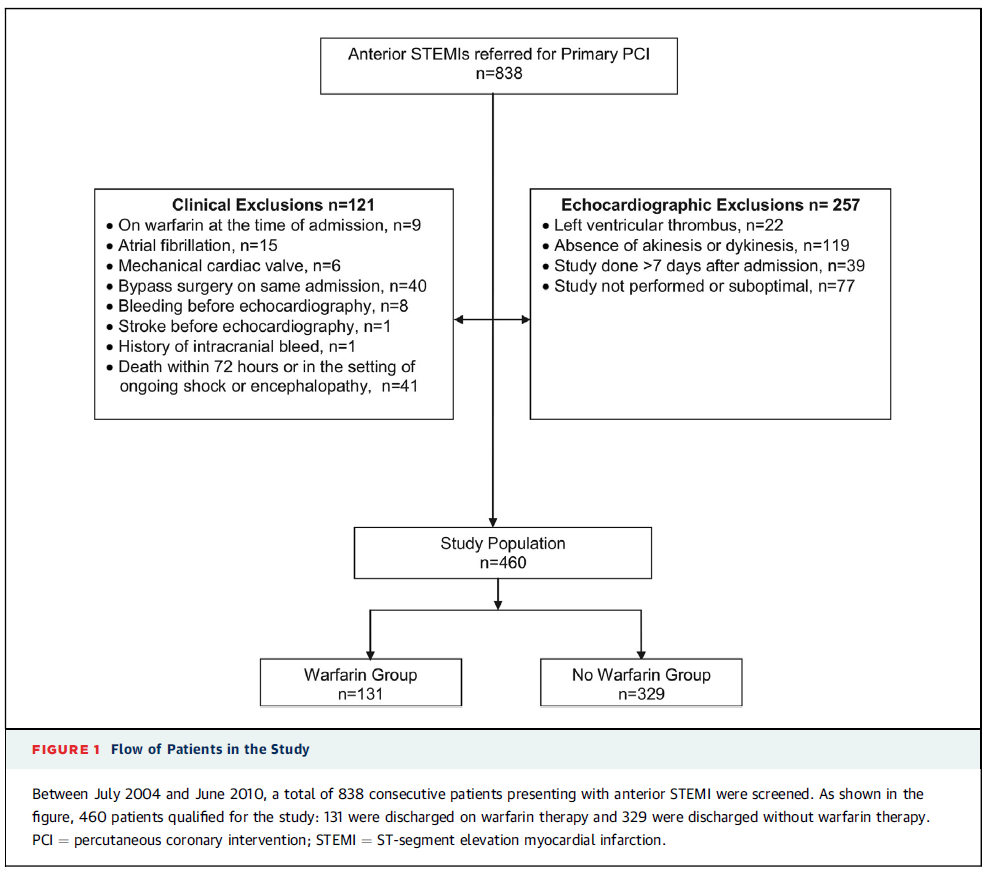 Anterior STEMIs referred for Primary PCI
n=838
Clinical Exclusions n=121
• On warfarin at the time of admission, n=9
• Atrial fibrillation, n=15
• Mechanical cardiac valve, n=6
• Bypass surgery on same admission, n=40
• Bleeding before echocardiography, n=8
• Stroke before echocardiography, n=1
• History of intracranial bleed, n=1
• Death within 72 hours or in the setting of
ongoing shock or encephalopathy, n=41
Echocardiographic Exclusions n= 257
• Left ventricular thrombus, n=22
• Absence of akinesis or dykinesis, n=119
• Study done >7 days after admission, n=39
• Study not performed or suboptimal, n=77
Study Population
n=460
Warfarin Group
n=131
No Warfarin Group
n=329
FIGURE 1 Flow of Patients in the Study
Between July 2004 and June 2010, a total of 838 consecutive patients presenting with anterior STEMI were screened. As shown in the
figure, 460 patients qualified for the study: 131 were discharged on warfarin therapy and 329 were discharged without warfarin therapy.
PCI = percutaneous coronary intervention; STEMI = ST-segment elevation myocardial infarction.